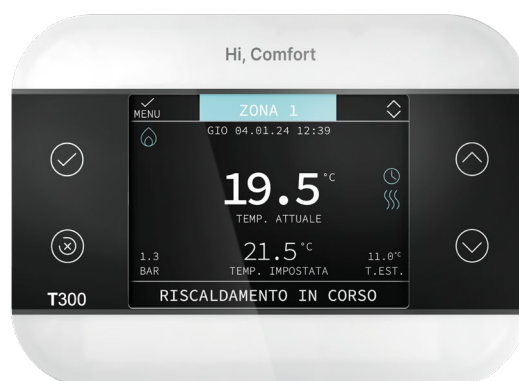 Hi, Comfort
MENU
ZONA 1
GIO 04.01.24 12:39
19.5°C
TEMP. ATTUALE
1.3
BAR
21.5°C
TEMP. IMPOSTATA
11.0°C
T.EST.
T300
RISCALDAMENTO IN CORSO